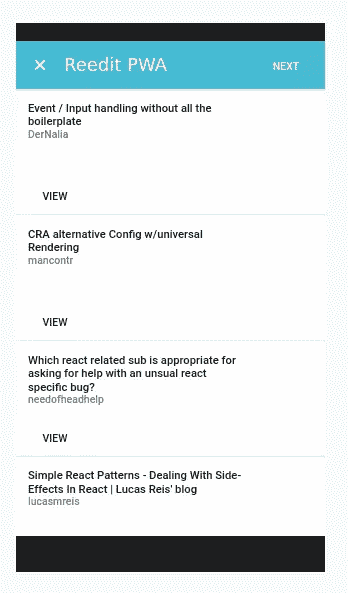 × Reedit PWA NEXT
Event / Input handling without all the
boilerplate
DerNalia
VIEW
CRA alternative Config w/universal
Rendering
mancontr
VIEW
Which react related sub is appropriate for
asking for help with an unsual react
specific bug?
needofheadhelp
VIEW
Simple React Patterns - Dealing With Side-
Effects In React | Lucas Reis' blog
lucasmreis